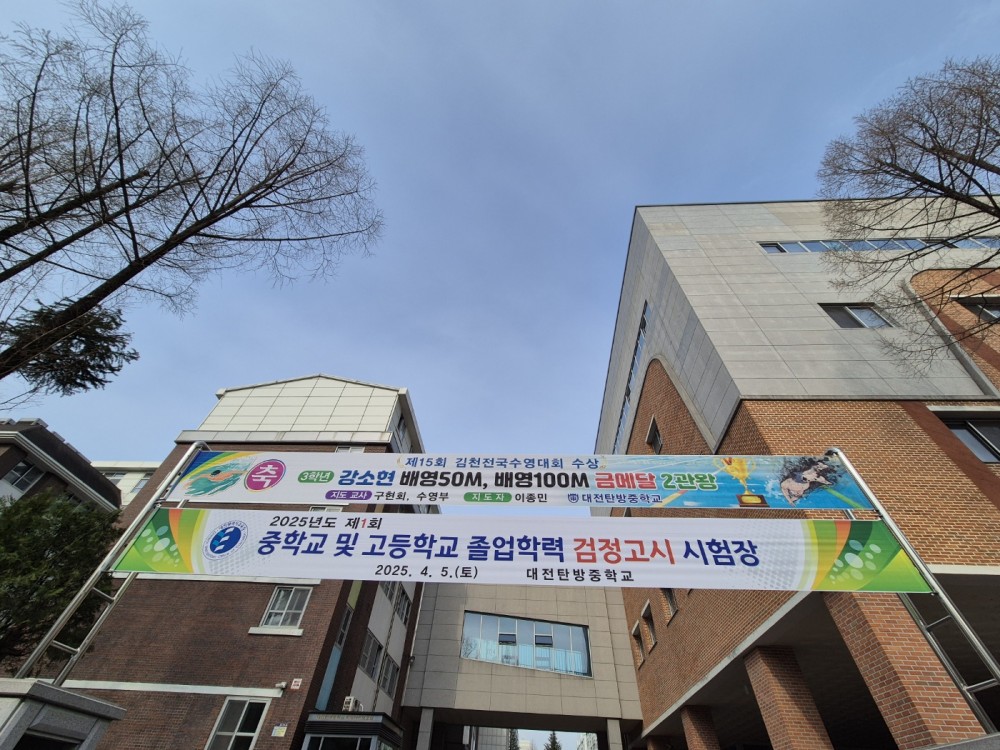 제15회 김천전국수영대회 수상
축 3학년 강소현 배영50M, 배영100M 금메달 2관왕
지도 교사 구현회, 수영부 지도자 이종민 대전탄방중학교
2025년도 제1회
중학교 및 고등학교 졸업학력 검정고시 시험장
2025. 4. 5.(토) 대전탄방중학교